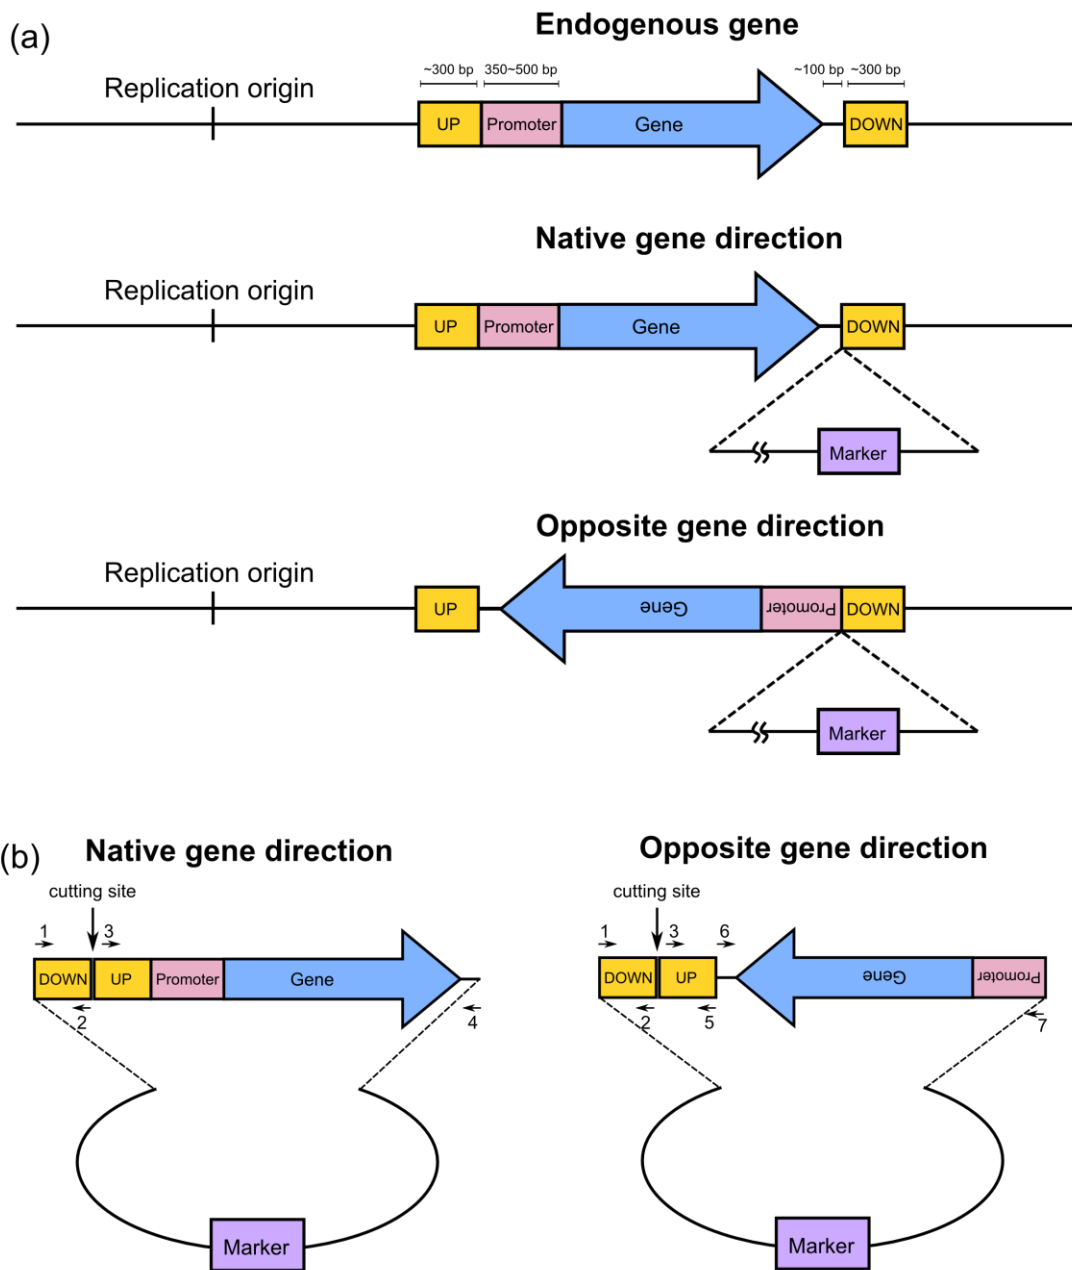 (a)
Endogenous gene
~300 bp 350~500 bp ~100 bp ~300 bp
Replication origin
UP Promoter Gene DOWN
Native gene direction
Replication origin
UP Promoter Gene DOWN
Marker
Opposite gene direction
Replication origin
UP Gene Promoter DOWN
Marker
(b)
Native gene direction
cutting site
1 3
DOWN UP Promoter Gene
2 4
Marker
Opposite gene direction
cutting site
1 3 6
DOWN UP Gene Promoter
2 5 7
Marker